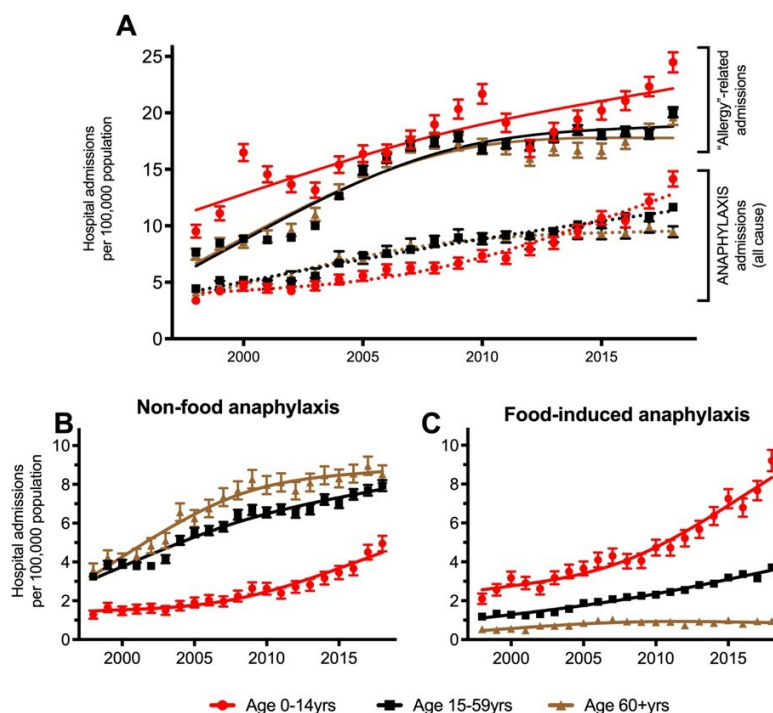 A
Hospital admissions
per 100,000 population
25
20
15
10
5
0
2000
2005
2010
2015
"Allergy"-related
admissions
ANAPHYLAXIS
admissions
(all cause)
B
Non-food anaphylaxis
Hospital admissions
per 100,000 population
10
8
6
4
2
0
2000
2005
2010
2015
C
Food-induced anaphylaxis
10
8
6
4
2
0
2000
2005
2010
2015
Age 0-14yrs
Age 15-59yrs
Age 60+yrs